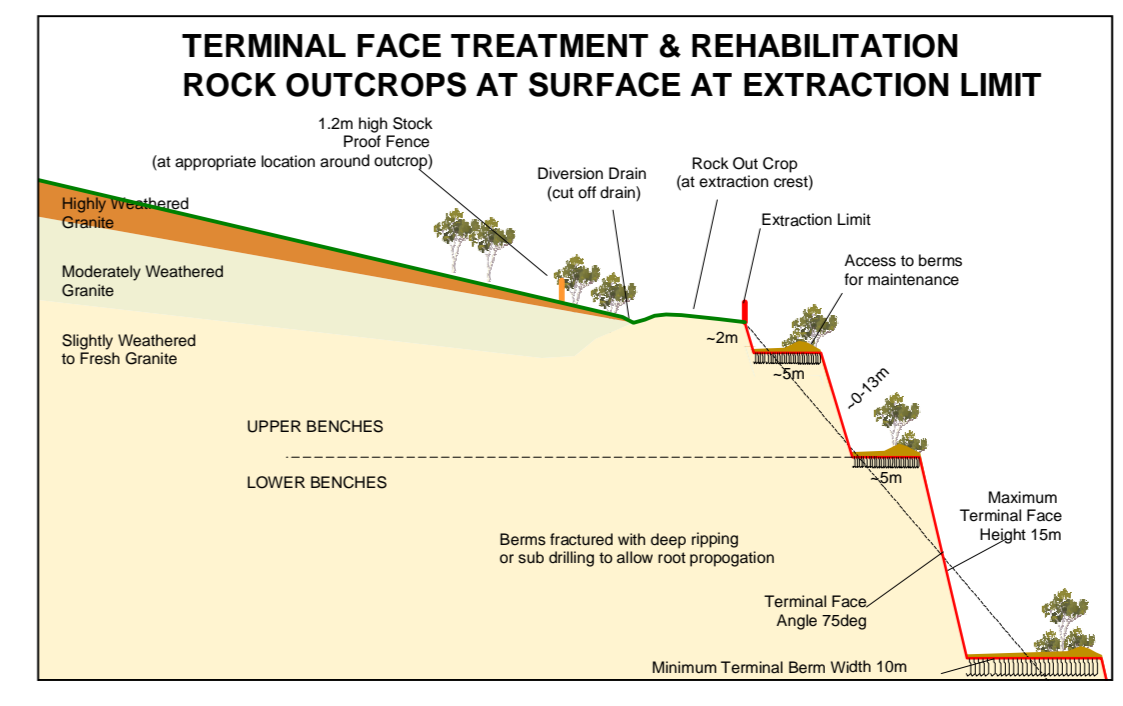 TERMINAL FACE TREATMENT & REHABILITATION
ROCK OUTCROPS AT SURFACE AT EXTRACTION LIMIT
1.2m high Stock
Proof Fence
(at appropriate location around outcrop)
Diversion Drain
(cut off drain)
Rock Out Crop
(at extraction crest)
Extraction Limit
Access to berms
for maintenance
Highly Weathered
Granite
Moderately Weathered
Granite
Slightly Weathered
to Fresh Granite
~2m
~5m
~0-13m
UPPER BENCHES
LOWER BENCHES
~5m
Maximum
Terminal Face
Height 15m
Berms fractured with deep ripping
or sub drilling to allow root propogation
Terminal Face
Angle 75deg
Minimum Terminal Berm Width 10m